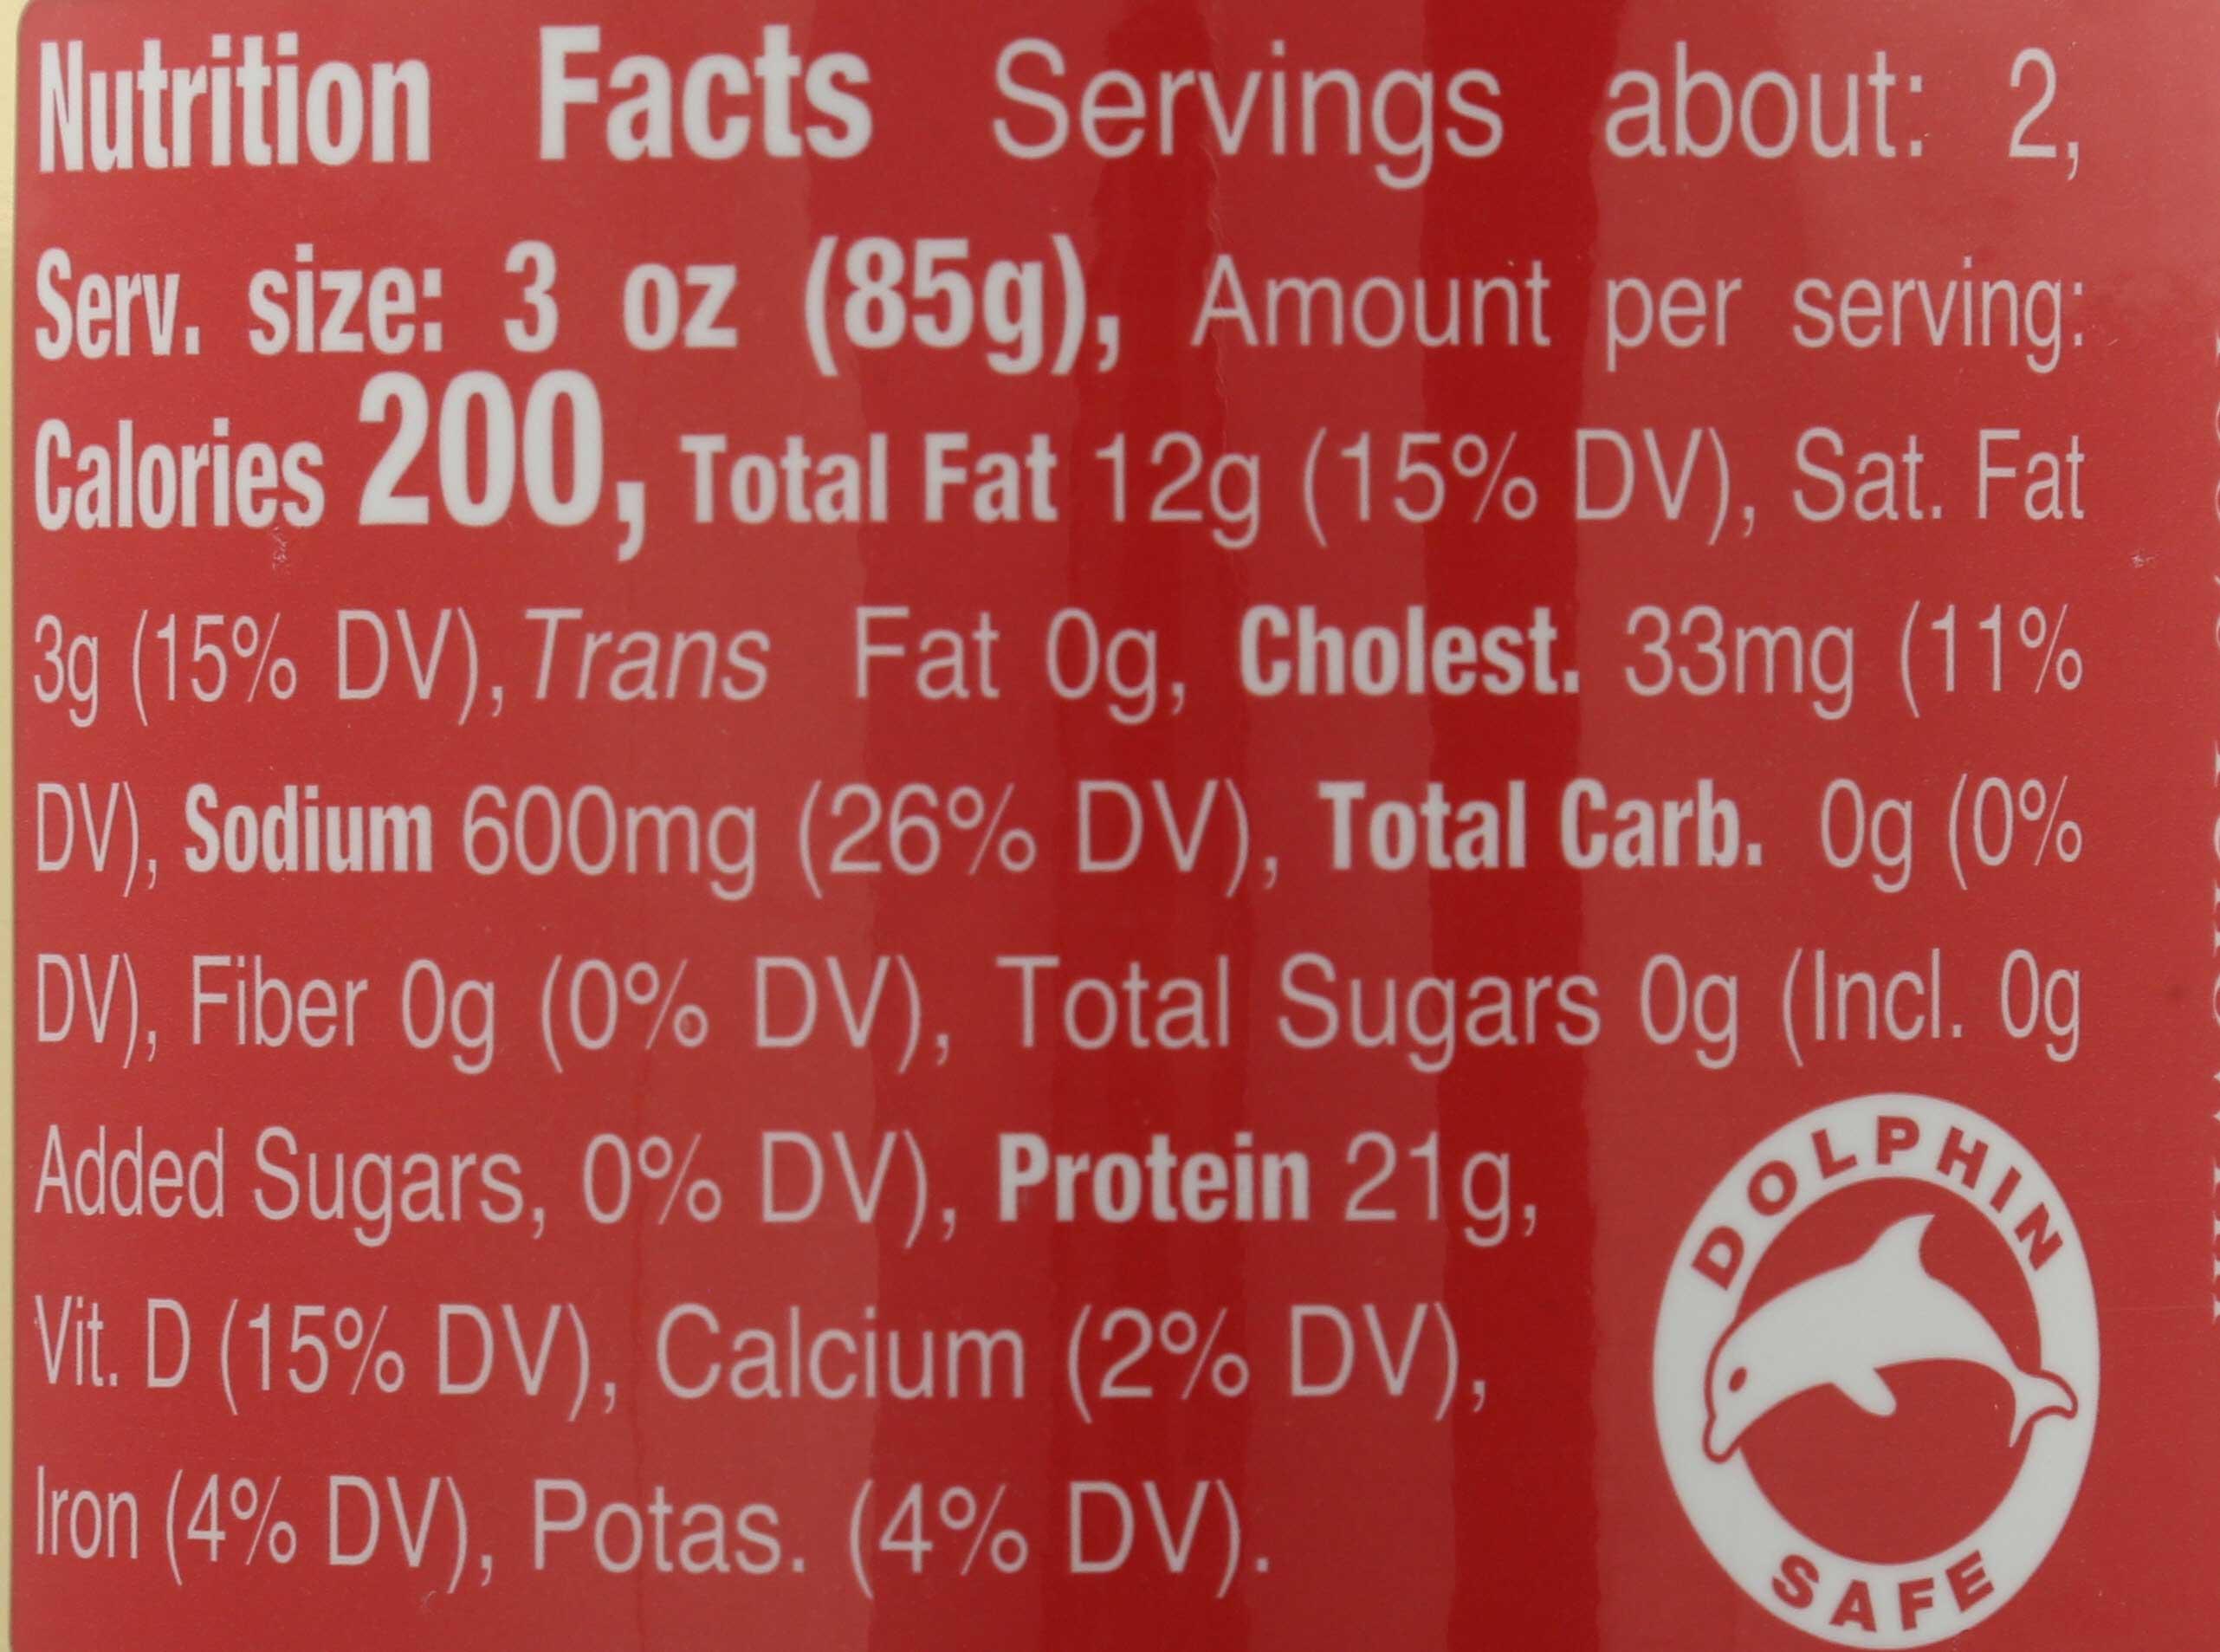 Nutrition Facts Servings about: 2,
Serv. size: 3 oz (85g), Amount per serving:
Calories 200, Total Fat 12g (15% DV), Sat. Fat
3g (15% DV), Trans Fat 0g, Cholest. 33mg (11%
DV), Sodium 600mg (26% DV), Total Carb. 0g (0%
DV), Fiber 0g (0% DV), Total Sugars 0g (Incl. 0g
Added Sugars, 0% DV), Protein 21g,
Vit. D (15% DV), Calcium (2% DV),
Iron (4% DV), Potas. (4% DV).
DOLPHIN
SAFE